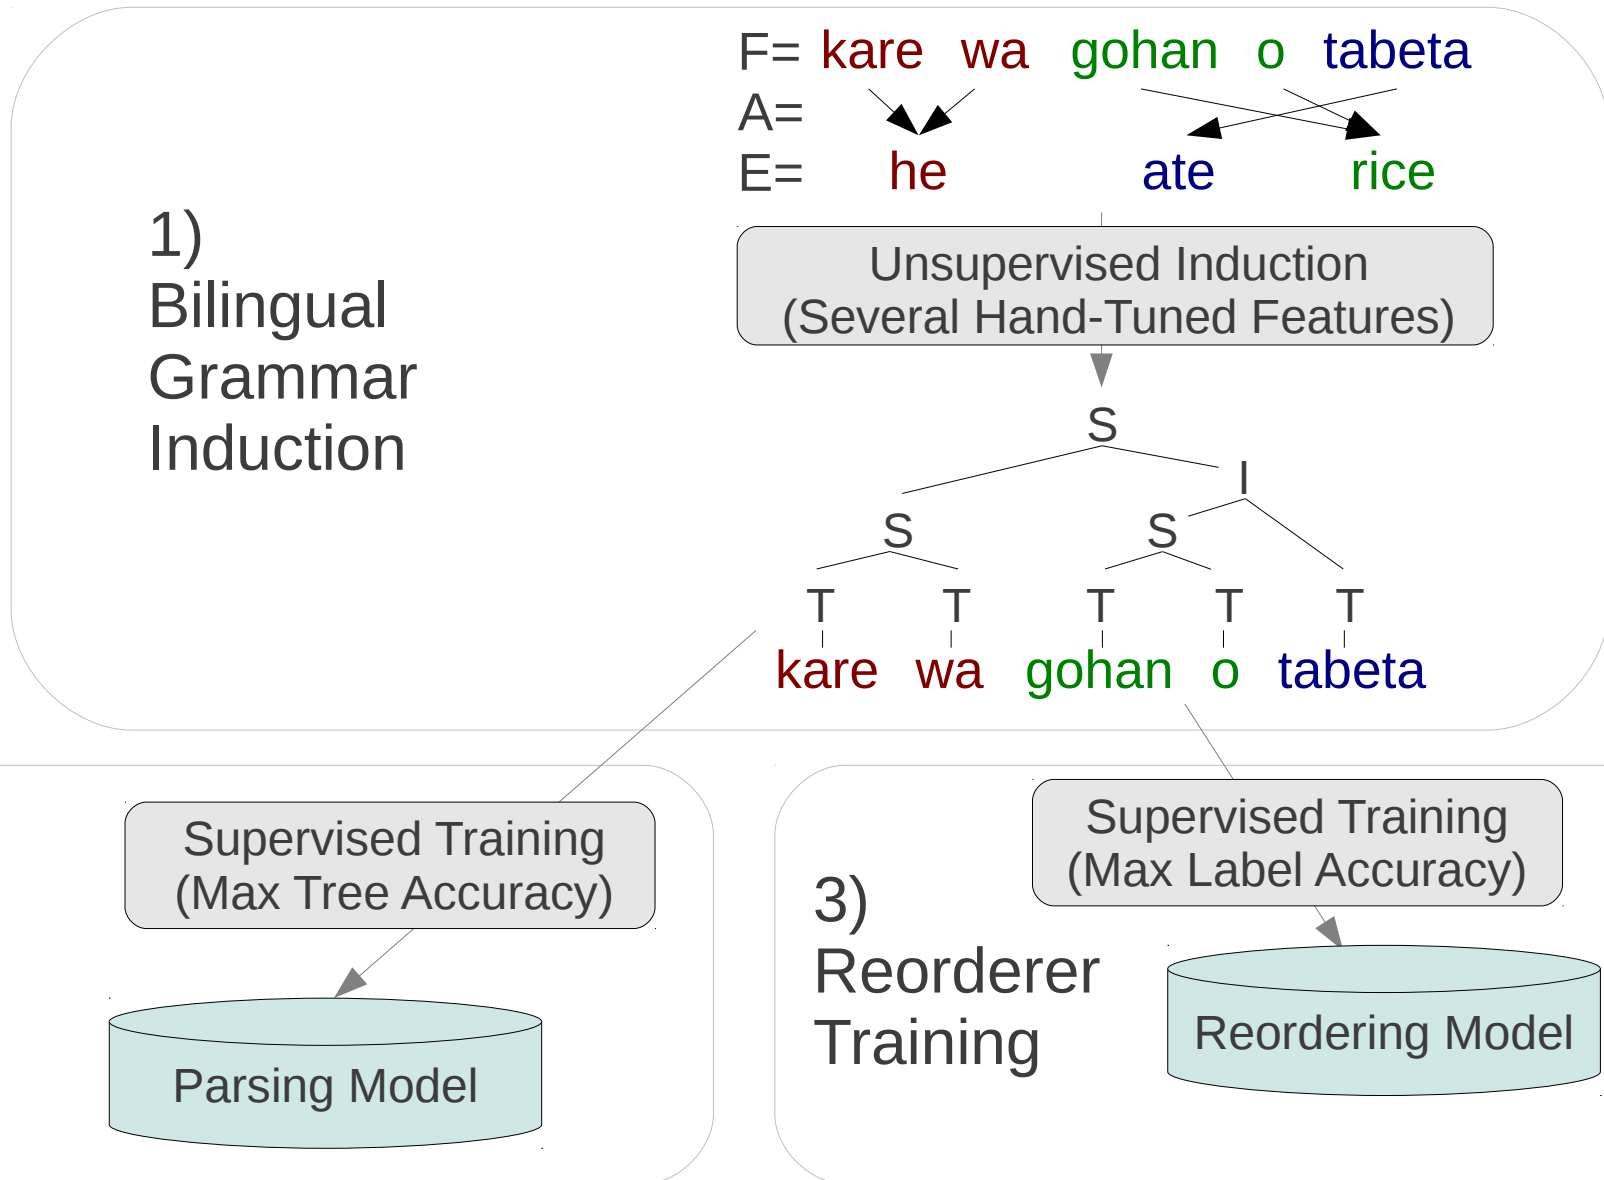 F= kare wa gohan o tabeta
A=
E= he ate rice
1)
Bilingual
Grammar
Induction
Unsupervised Induction
(Several Hand-Tuned Features)
S
I
S S
T T T T T
kare wa gohan o tabeta
Supervised Training
(Max Tree Accuracy)
Parsing Model
3)
Reorderer
Training
Supervised Training
(Max Label Accuracy)
Reordering Model